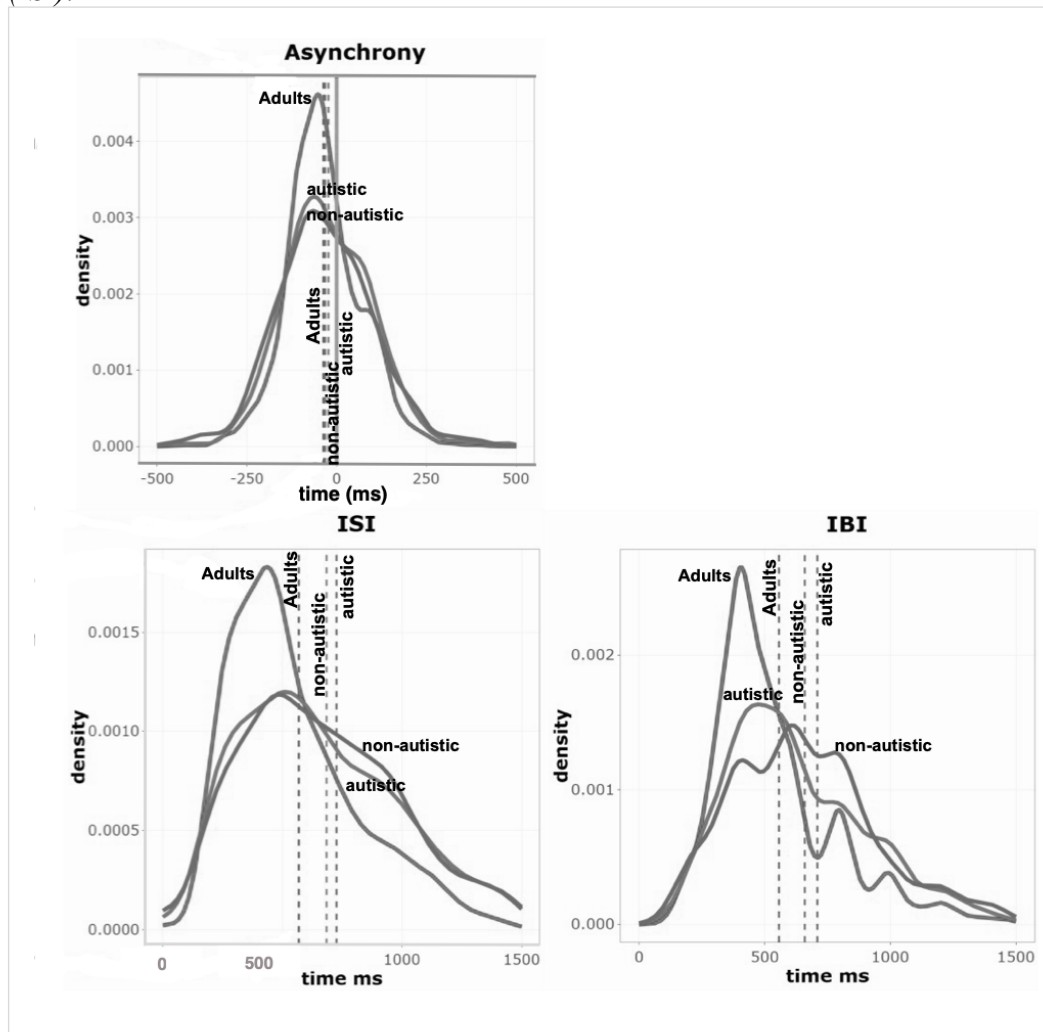 Asynchrony
Adults
0.004
autistic
0.003
non-autistic
density
0.002
Adults
autistic
0.001
non-autistic
0.000
-500
-250
0
250
500
time (ms)
ISI
Adults
Adults
autistic
0.0015
non-autistic
density
0.0010
non-autistic
autistic
0.0005
0.0000
0
500
1000
1500
time ms
IBI
Adults
Adults
autistic
non-autistic
0.002
autistic
non-autistic
density
0.001
0.000
0
500
1000
1500
time ms